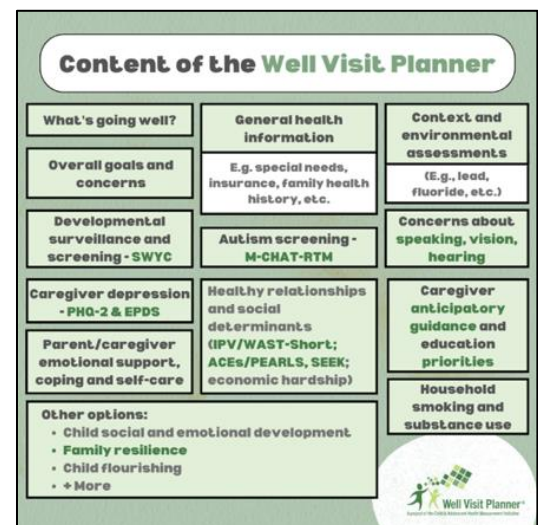 Content of the Well Visit Planner
What's going well?
Overall goals and
concerns
Developmental
surveillance and
screening - SWYC
Caregiver depression
- PHQ-2 & EPDS
Parent/caregiver
emotional support,
coping and self-care
General health
information
E.g. special needs,
insurance, family health
history, etc.
Autism screening -
M-CHAT-RTM
Healthy relationships
and social
determinants
(IPV/WAST-Short;
ACEs/PEARLS, SEEK;
economic hardship)
Context and
environmental
assessments
(E.g., lead,
fluoride, etc.)
Concerns about
speaking, vision,
hearing
Caregiver
anticipatory
guidance and
education
priorities
Household
smoking and
substance use
Other options:
• Child social and emotional development
• Family resilience
• Child flourishing
• + More
Well Visit Planner®